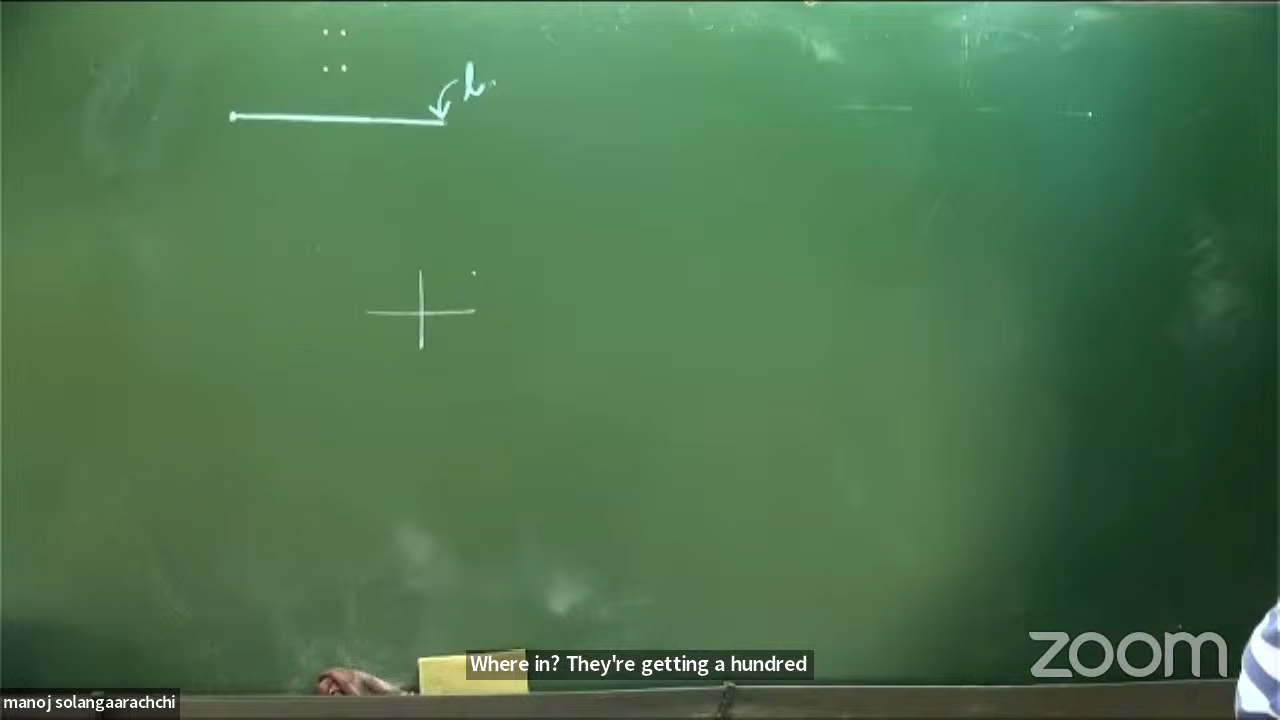 h.
Where in? They're getting a hundred
zoom
manoj solangaarachchi